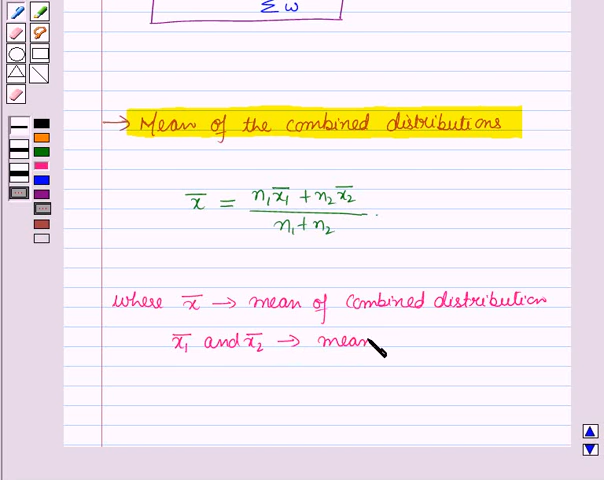 Σ ω
→ Mean of the combined distributions
x̄ = n₁x̄₁ + n₂x̄₂ / n₁ + n₂ .
where x̄ → mean of combined distribution
x̄₁ and x̄₂ → mean